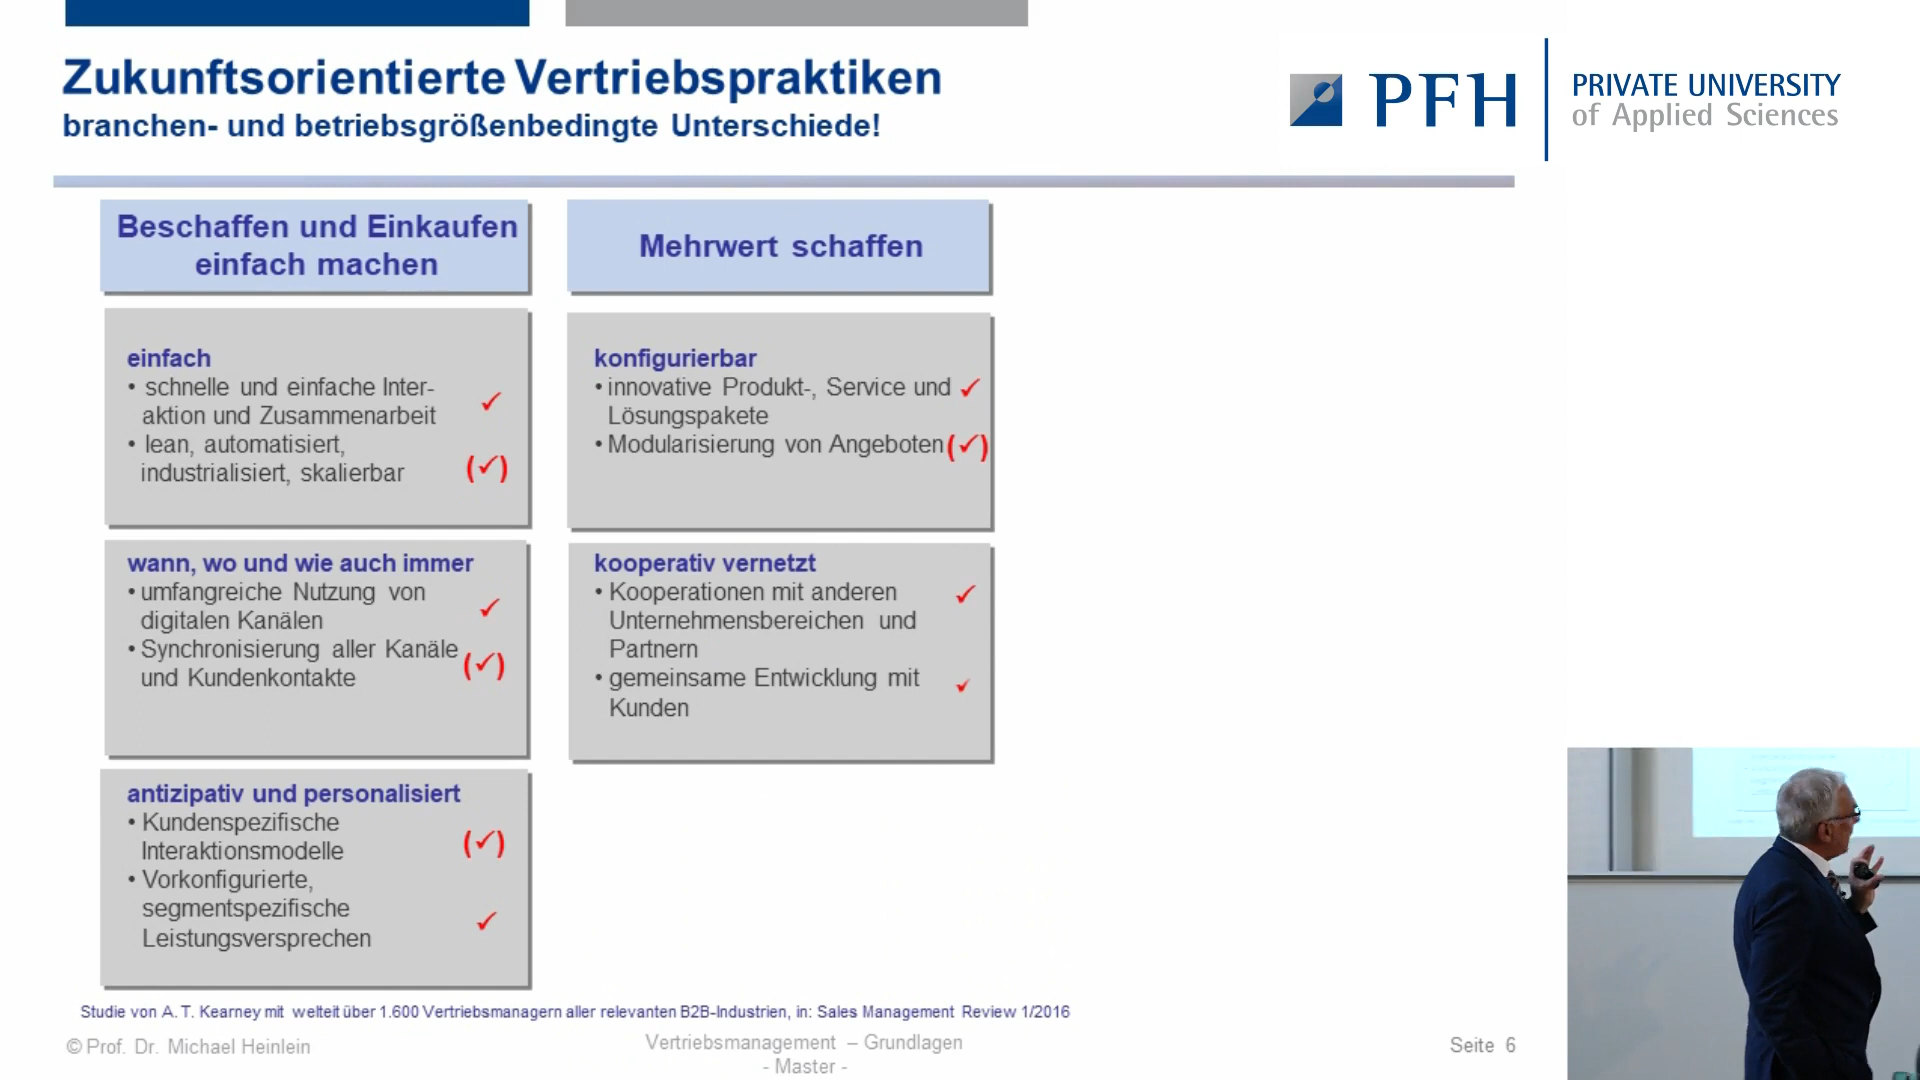 Zukunftsorientierte Vertriebspraktiken
branchen- und betriebsgrößenbedingte Unterschiede!
PFH
PRIVATE UNIVERSITY
of Applied Sciences
Beschaffen und Einkaufen
einfach machen
einfach
• schnelle und einfache Inter-
aktion und Zusammenarbeit ✓
• lean, automatisiert,
industrialisiert, skalierbar (✓)
wann, wo und wie auch immer
• umfangreiche Nutzung von
digitalen Kanälen ✓
• Synchronisierung aller Kanäle
und Kundenkontakte (✓)
antizipativ und personalisiert
• Kundenspezifische
Interaktionsmodelle (✓)
• Vorkonfigurierte,
segmentspezifische
Leistungsversprechen ✓
Mehrwert schaffen
konfigurierbar
• innovative Produkt-, Service und ✓
Lösungspakete
• Modularisierung von Angeboten (✓)
kooperativ vernetzt
• Kooperationen mit anderen ✓
Unternehmensbereichen und
Partnern
• gemeinsame Entwicklung mit ✓
Kunden
Studie von A. T. Kearney mit welteit über 1.600 Vertriebsmanagern aller relevanten B2B-Industrien, in: Sales Management Review 1/2016
© Prof. Dr. Michael Heinlein
Vertriebsmanagement – Grundlagen
- Master -
Seite 6